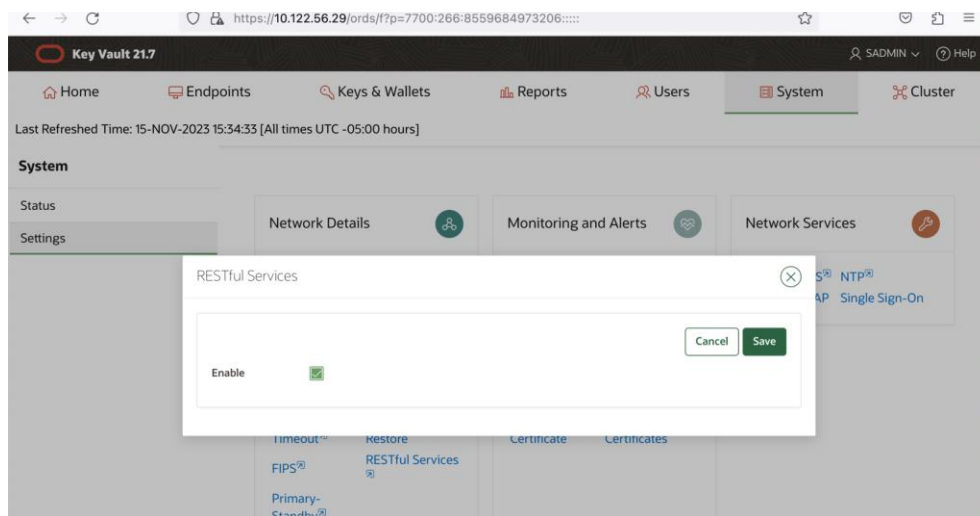 https://10.122.56.29/ords/f?p=7700:266:8559684973206:::::
Key Vault 21.7
SADMIN
? Help
Home
Endpoints
Keys & Wallets
Reports
Users
System
Cluster
Last Refreshed Time: 15-NOV-2023 15:34:33 [All times UTC -05:00 hours]
System
Status
Settings
Network Details
Monitoring and Alerts
Network Services
NTP
Single Sign-On
RESTful Services
Cancel
Save
Enable
Timeout
Restore
Certificate
Certificates
FIPS
RESTful Services
Primary-
Standby